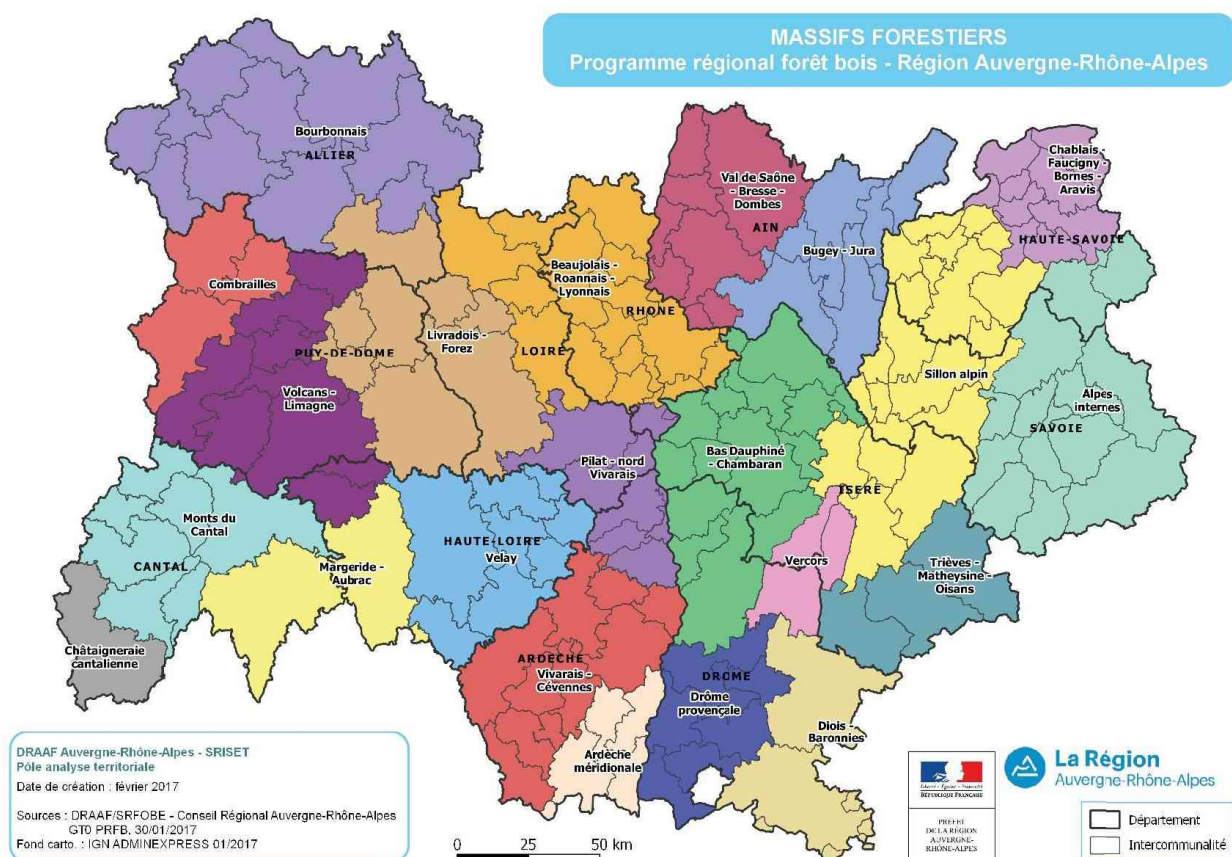 MASSIFS FORESTIERS
Programme régional forêt bois - Région Auvergne-Rhône-Alpes
Bourbonnais
ALLIER
Combrailles
Val de Saône
- Bresse -
Dombes
AIN
Bugey - Jura
Chablais -
Faucigny -
Bornes -
Aravis
HAUTE-SAVOIE
Beaujolais -
Roannais -
Lyonnais
RHONE
Livradois -
Forez
LOIRE
PUY-DE-DOME
Volcans -
Limagne
Sillon alpin
Alpes
internes
SAVOIE
Pilat - nord
Vivarais
Bas Dauphiné
- Chambaran
ISERE
Monts du
Cantal
CANTAL
HAUTE-LOIRE
Velay
Margeride -
Aubrac
Vercors
Trièves -
Matheysine -
Oisans
Châtaigneraie
cantalienne
ARDECHE
Vivarais -
Cévennes
DROME
Drôme
provençale
Diois -
Baronnies
Ardèche
méridionale
DRAAF Auvergne-Rhône-Alpes - SRISET
Pôle analyse territoriale
Date de création : février 2017
Sources : DRAAF/SRFOBE - Conseil Régional Auvergne-Rhône-Alpes
GT0 PRFB, 30/01/2017
Fond carto. : IGN ADMINEXPRESS 01/2017
0 25 50 km
Liberté • Égalité • Fraternité
RÉPUBLIQUE FRANÇAISE
PRÉFET
DE LA RÉGION
AUVERGNE-
RHÔNE-ALPES
La Région
Auvergne-Rhône-Alpes
Département
Intercommunalité